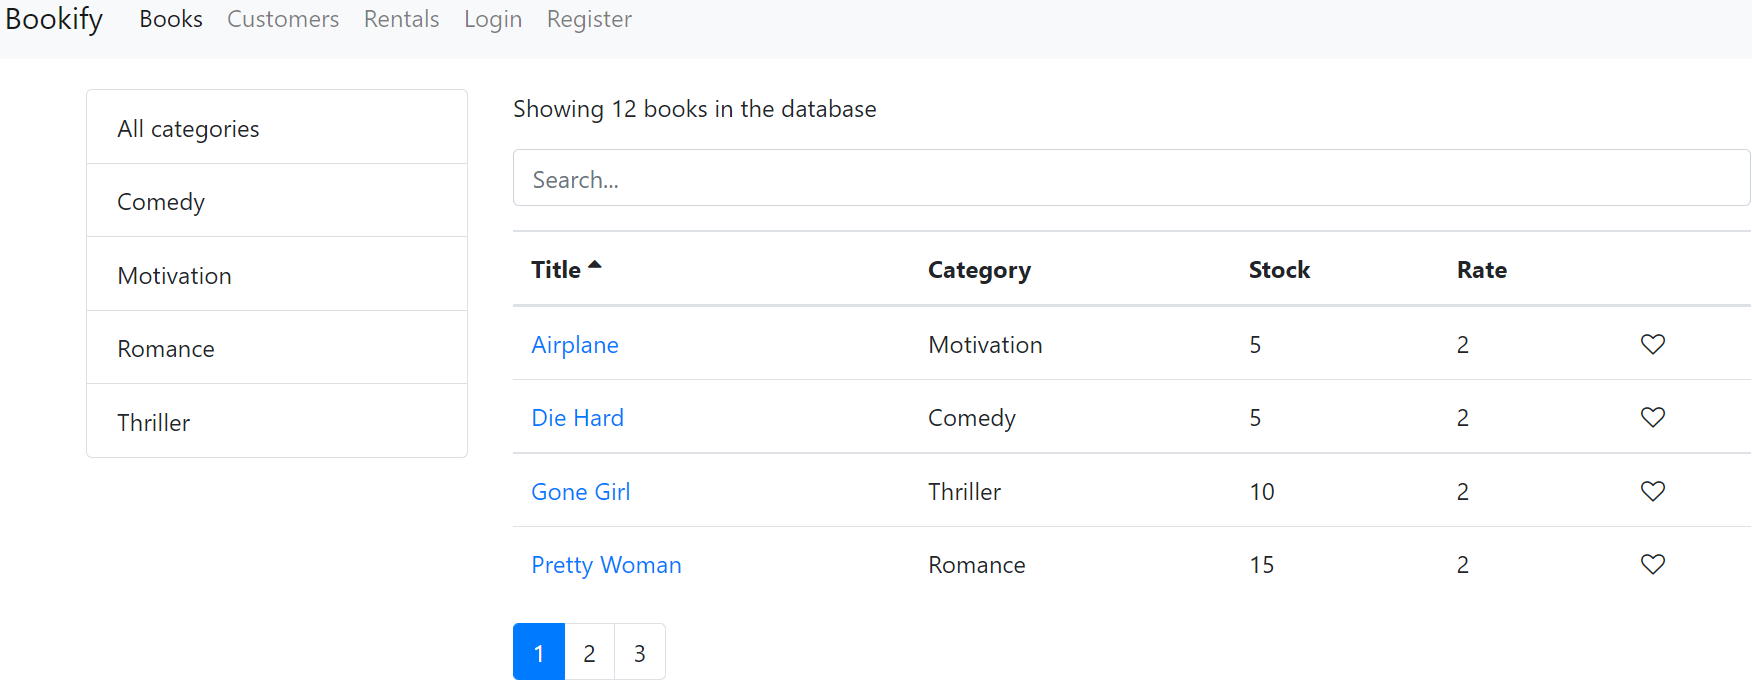 Bookify Books Customers Rentals Login Register
All categories
Comedy
Motivation
Romance
Thriller
Showing 12 books in the database
Search...
Title Category Stock Rate
Airplane Motivation 5 2
Die Hard Comedy 5 2
Gone Girl Thriller 10 2
Pretty Woman Romance 15 2
1 2 3